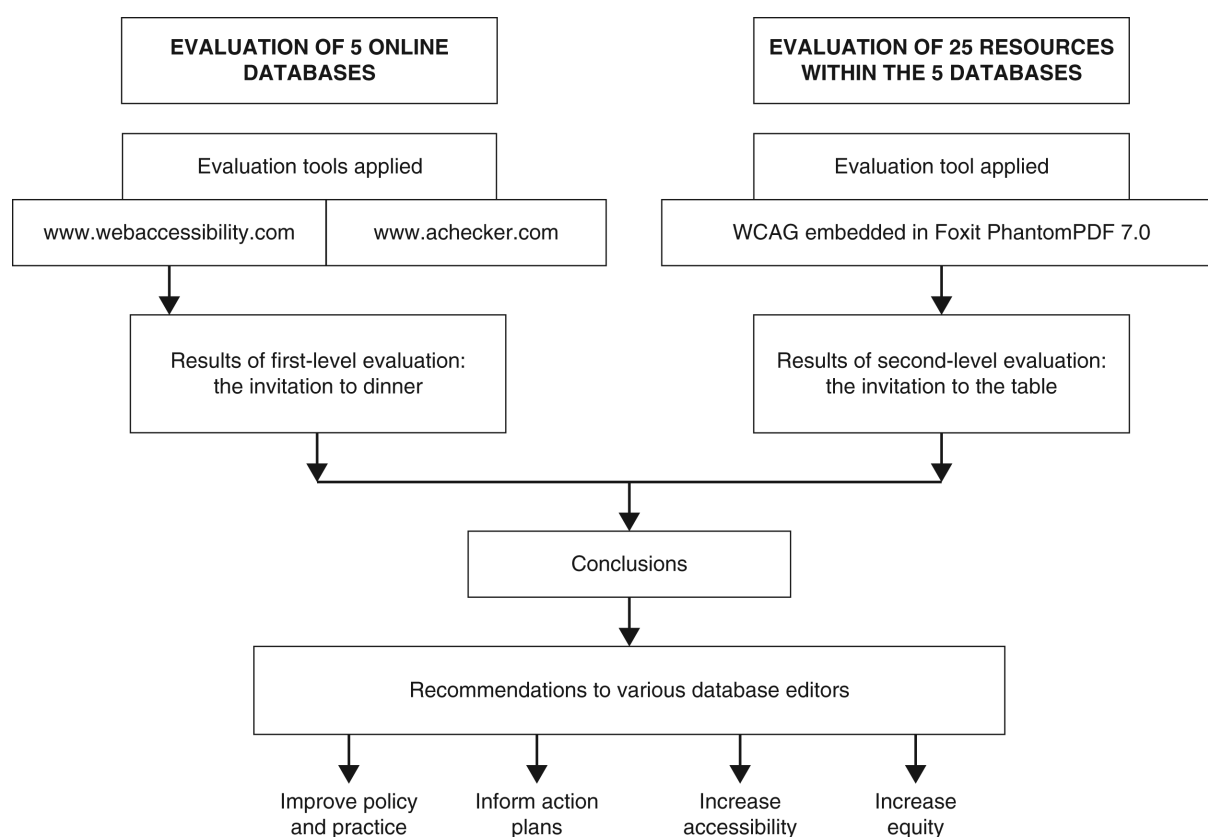 EVALUATION OF 5 ONLINE
DATABASES
EVALUATION OF 25 RESOURCES
WITHIN THE 5 DATABASES
Evaluation tools applied
Evaluation tool applied
www.webaccessibility.com
www.achecker.com
WCAG embedded in Foxit PhantomPDF 7.0
Results of first-level evaluation:
the invitation to dinner
Results of second-level evaluation:
the invitation to the table
Conclusions
Recommendations to various database editors
Improve policy
and practice
Inform action
plans
Increase
accessibility
Increase
equity